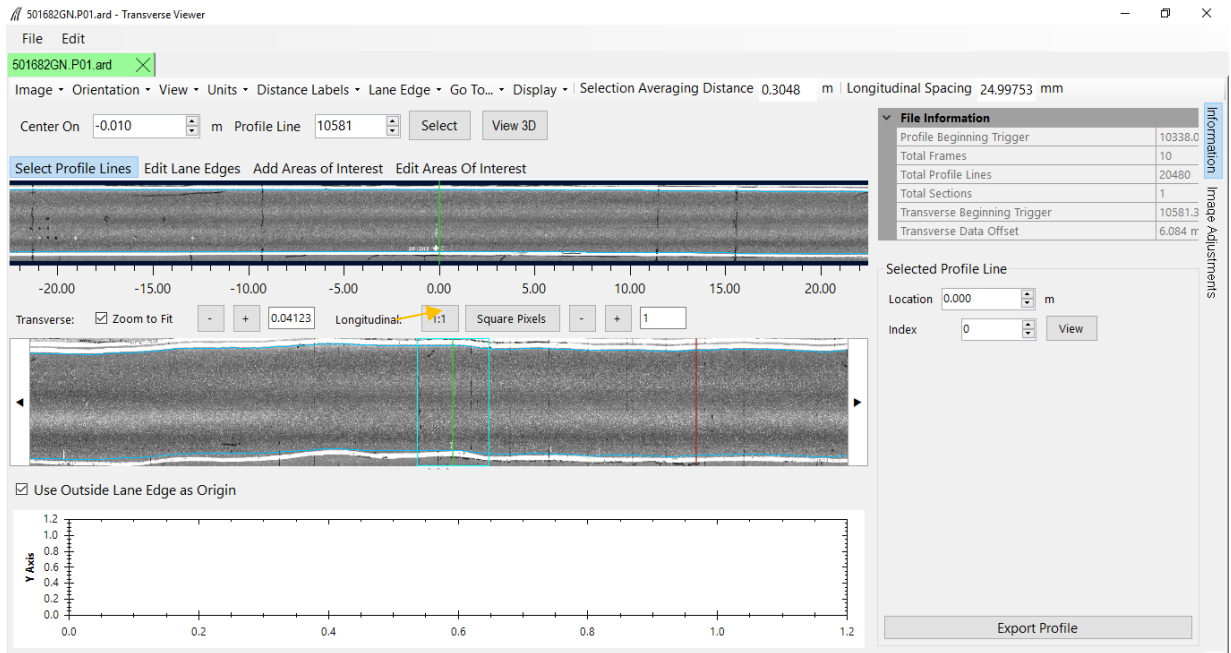 501682GN.P01.ard - Transverse Viewer
File Edit
501682GN.P01.ard
Image Orientation View Units Distance Labels Lane Edge Go To... Display Selection Averaging Distance 0.3048 m Longitudinal Spacing 24.99753 mm
Center On -0.010 m Profile Line 10581 Select View 3D
Select Profile Lines Edit Lane Edges Add Areas of Interest Edit Areas Of Interest
-20.00 -15.00 -10.00 -5.00 0.00 5.00 10.00 15.00 20.00
Transverse: Zoom to Fit - + 0.04123 Longitudinal: 1:1 Square Pixels - + 1
Use Outside Lane Edge as Origin
1.2
1.0
0.8
0.6
0.4
0.2
0.0
Y Axis
0.0 0.2 0.4 0.6 0.8 1.0 1.2
File Information
Profile Beginning Trigger 10338.0
Total Frames 10
Total Profile Lines 20480
Total Sections 1
Transverse Beginning Trigger 10581.3
Transverse Data Offset 6.084 m
Selected Profile Line
Location 0.000 m
Index 0 View
Export Profile
Information
Image Adjustments